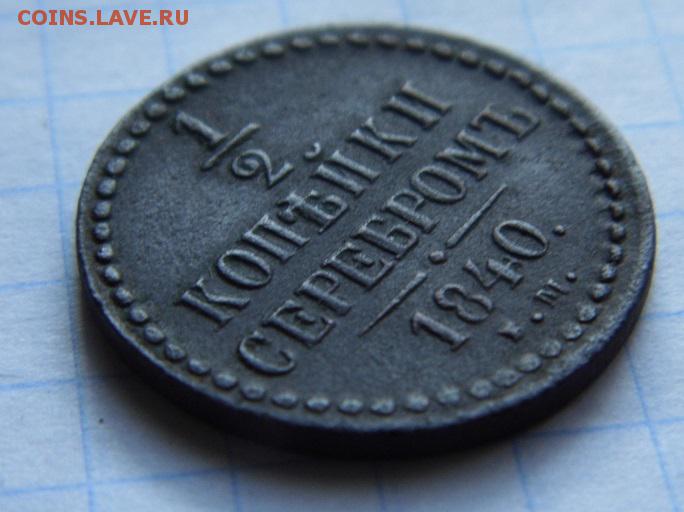 COINS.LAVE.RU
1/2
КОПѢЙКИ
СЕРЕБРОМЪ
1840.
Е.М.